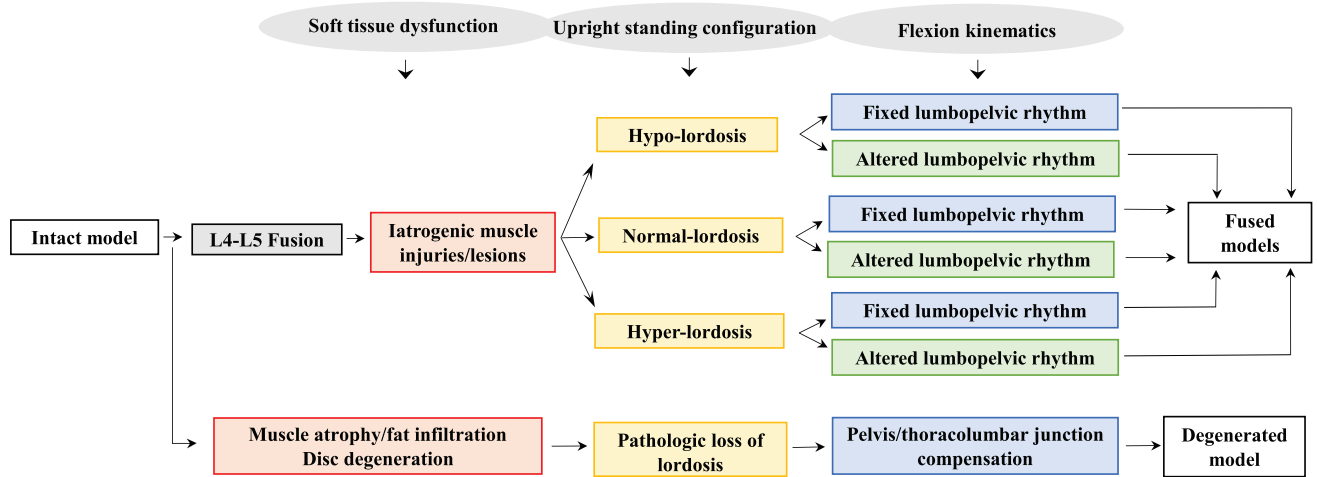 Soft tissue dysfunction
Upright standing configuration
Flexion kinematics
Intact model
L4-L5 Fusion
Iatrogenic muscle
injuries/lesions
Hypo-lordosis
Normal-lordosis
Hyper-lordosis
Fixed lumbopelvic rhythm
Altered lumbopelvic rhythm
Fixed lumbopelvic rhythm
Altered lumbopelvic rhythm
Fixed lumbopelvic rhythm
Altered lumbopelvic rhythm
Fused
models
Muscle atrophy/fat infiltration
Disc degeneration
Pathologic loss of
lordosis
Pelvis/thoracolumbar junction
compensation
Degenerated
model